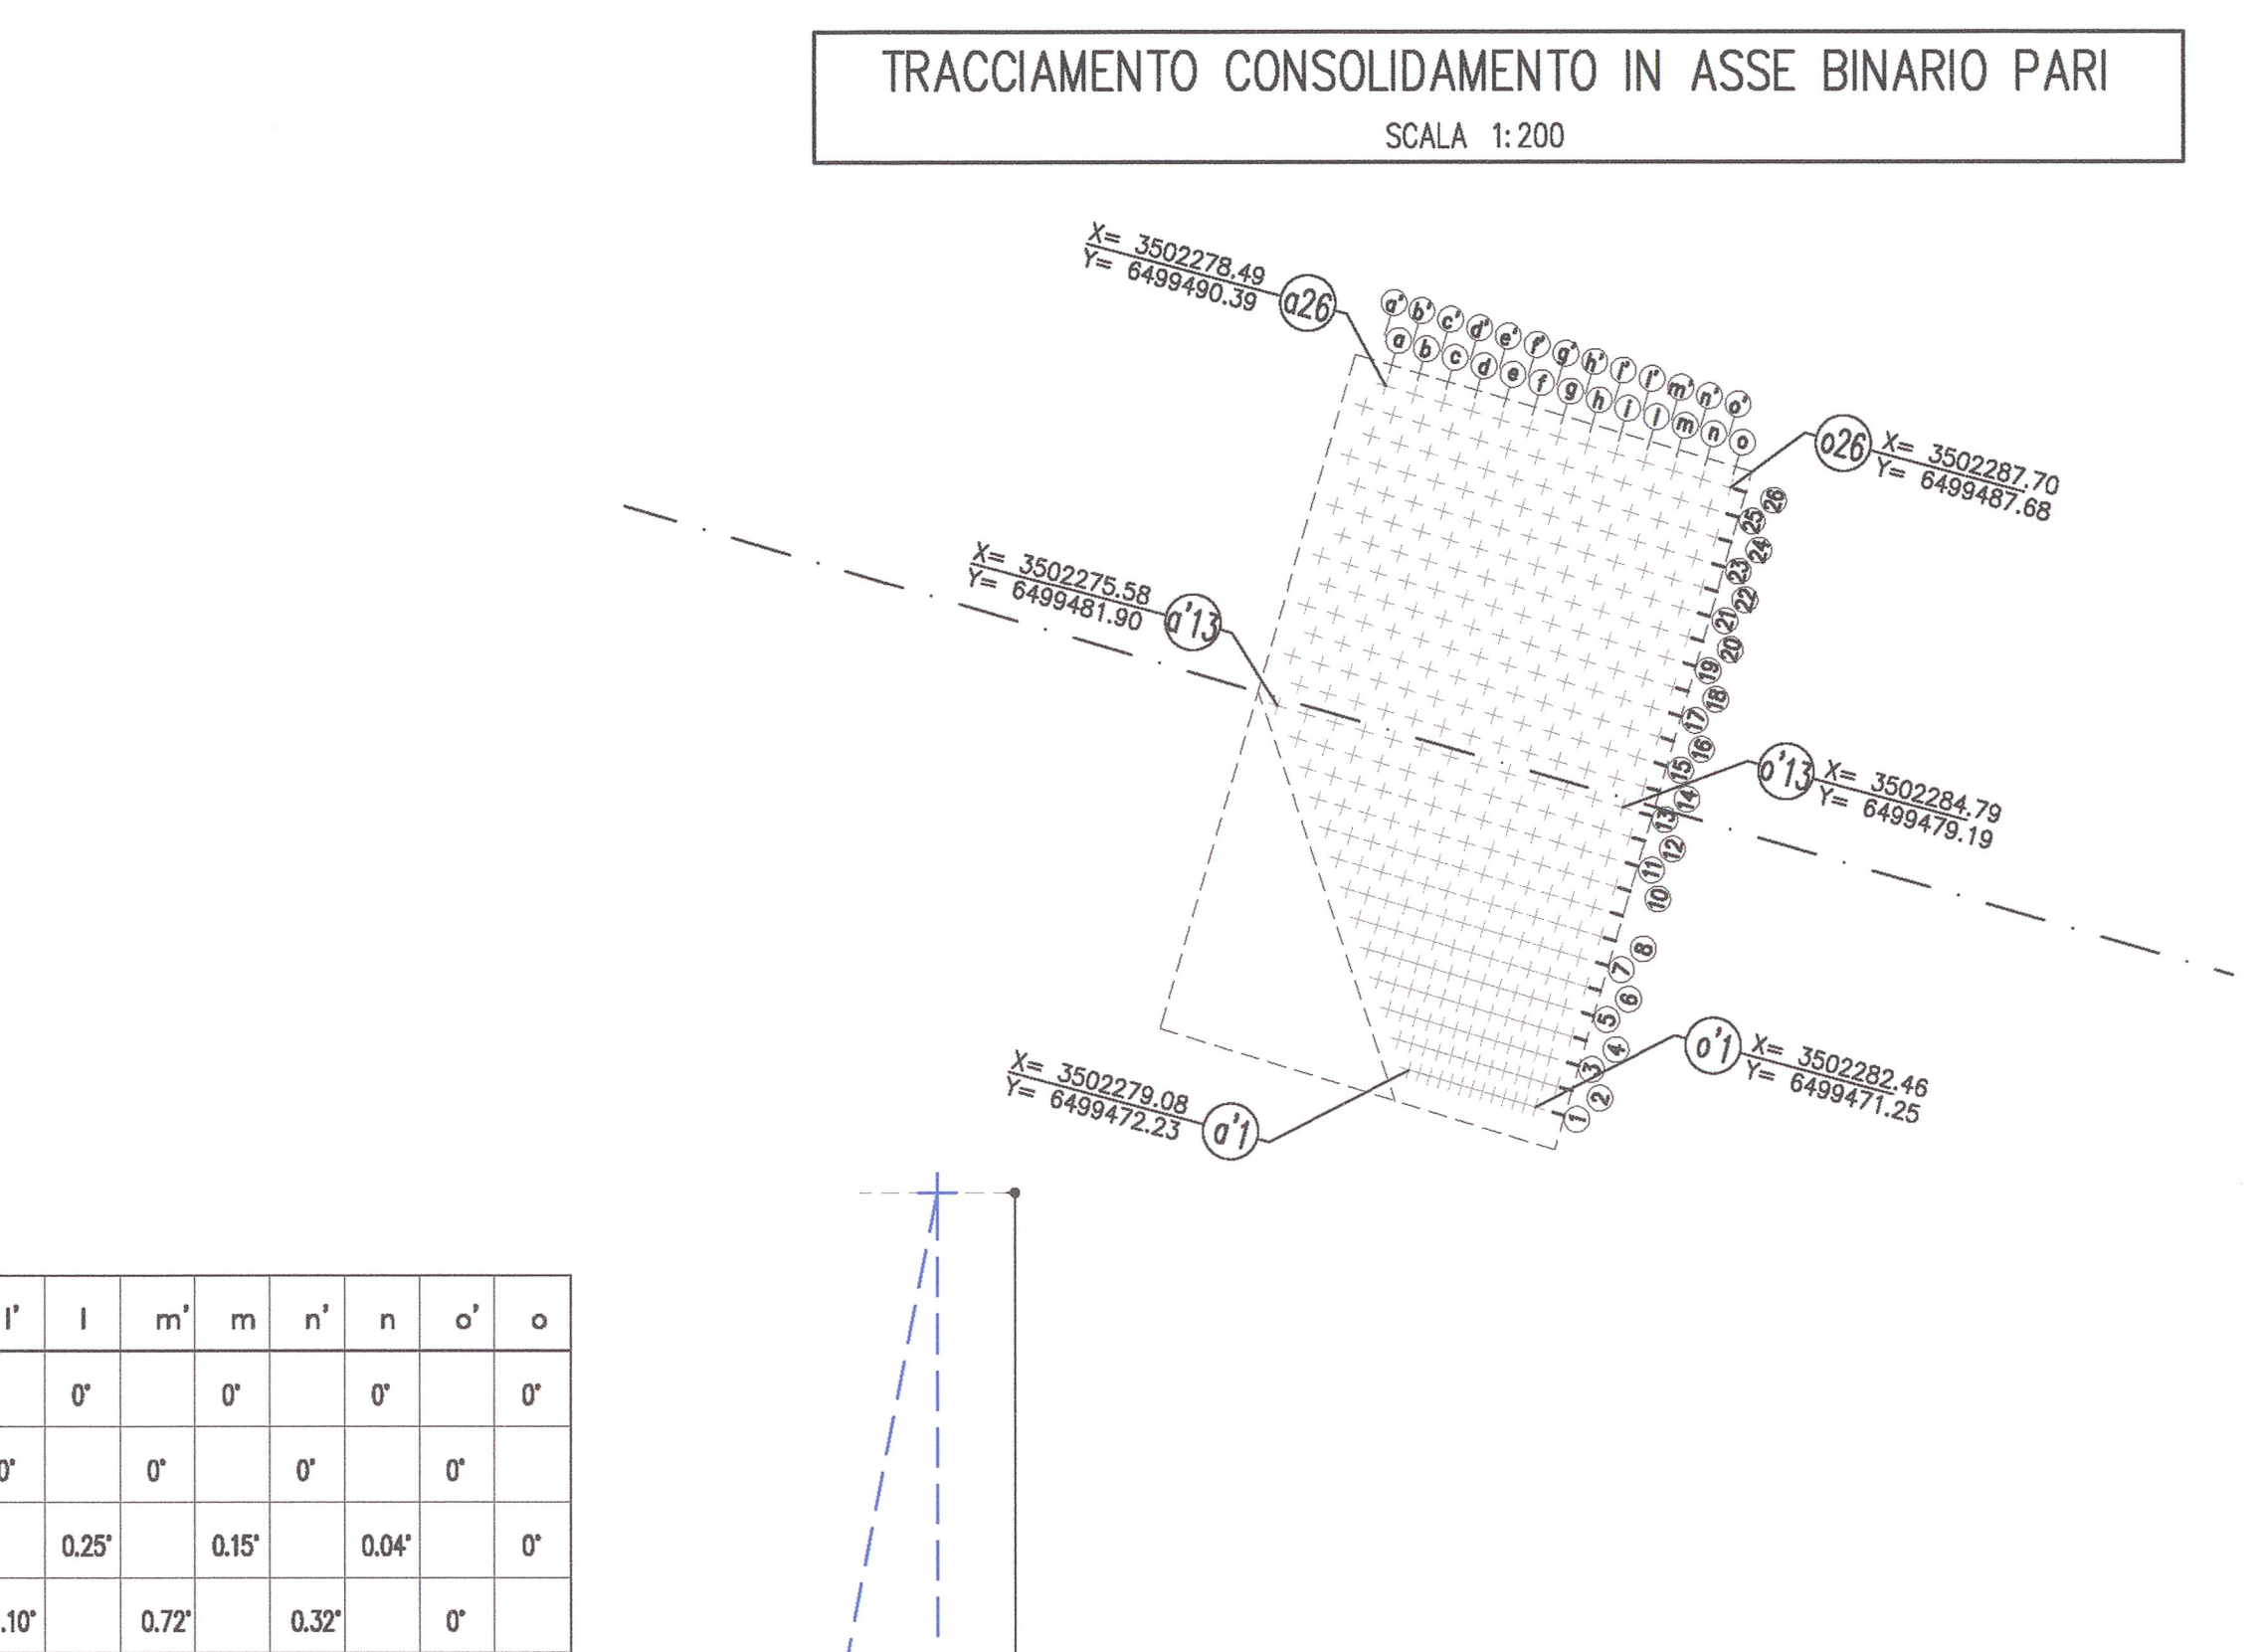 TRACCIAMENTO CONSOLIDAMENTO IN ASSE BINARIO PARI
SCALA 1:200
X= 3502278.49
Y= 6499490.39
a26
a' b' c' d' e' f' g' h' i' l' m' n' o'
a b c d e f g h i l m n o
o26
X= 3502287.70
Y= 6499487.68
26
25
24
23
22
21
20
19
18
17
16
15
14
13
12
11
10
8
7
6
5
4
3
2
1
X= 3502275.58
Y= 6499481.90
a'13
o'13
X= 3502284.79
Y= 6499479.19
o'1
X= 3502282.46
Y= 6499471.25
X= 3502279.08
Y= 6499472.23
a'1
l' l m' m n' n o' o
0° 0° 0° 0°
0° 0° 0° 0°
0.25° 0.15° 0.04° 0°
.10° 0.72° 0.32° 0°